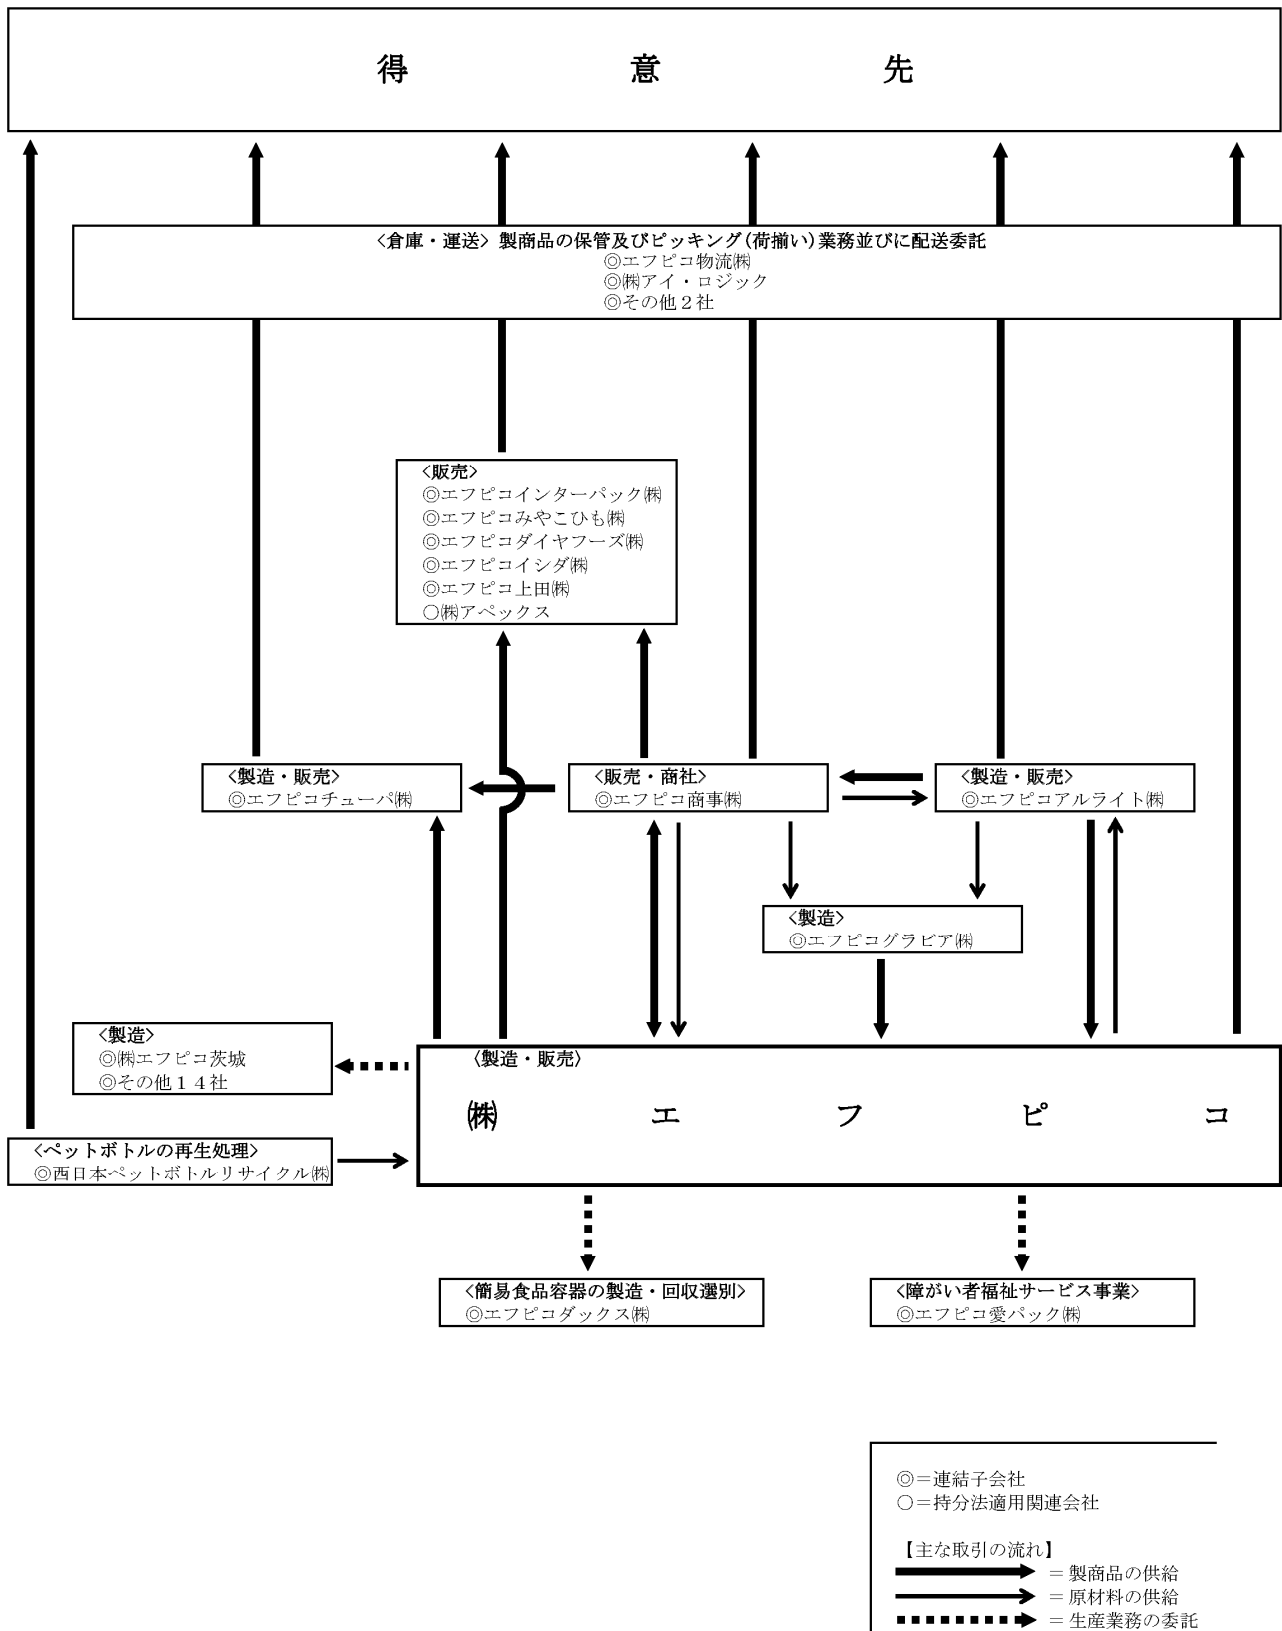 得意先
<倉庫・運送> 製商品の保管及びピッキング(荷揃い)業務並びに配送委託
◎エフピコ物流㈱
◎㈱アイ・ロジック
◎その他２社
<販売>
◎エフピコインターパック㈱
◎エフピコみやこひも㈱
◎エフピコダイヤフーズ㈱
◎エフピコイシダ㈱
◎エフピコ上田㈱
○㈱アペックス
<製造・販売>
◎エフピコチューパ㈱
<販売・商社>
◎エフピコ商事㈱
<製造・販売>
◎エフピコアルライト㈱
<製造>
◎エフピコグラビア㈱
<製造>
◎㈱エフピコ茨城
◎その他１４社
<製造・販売>
㈱エフピコ
<ペットボトルの再生処理>
◎西日本ペットボトルリサイクル㈱
<簡易食品容器の製造・回収選別>
◎エフピコダックス㈱
<障がい者福祉サービス事業>
◎エフピコ愛パック㈱
◎＝連結子会社
○＝持分法適用関連会社
【主な取引の流れ】
＝製商品の供給
＝原材料の供給
＝生産業務の委託